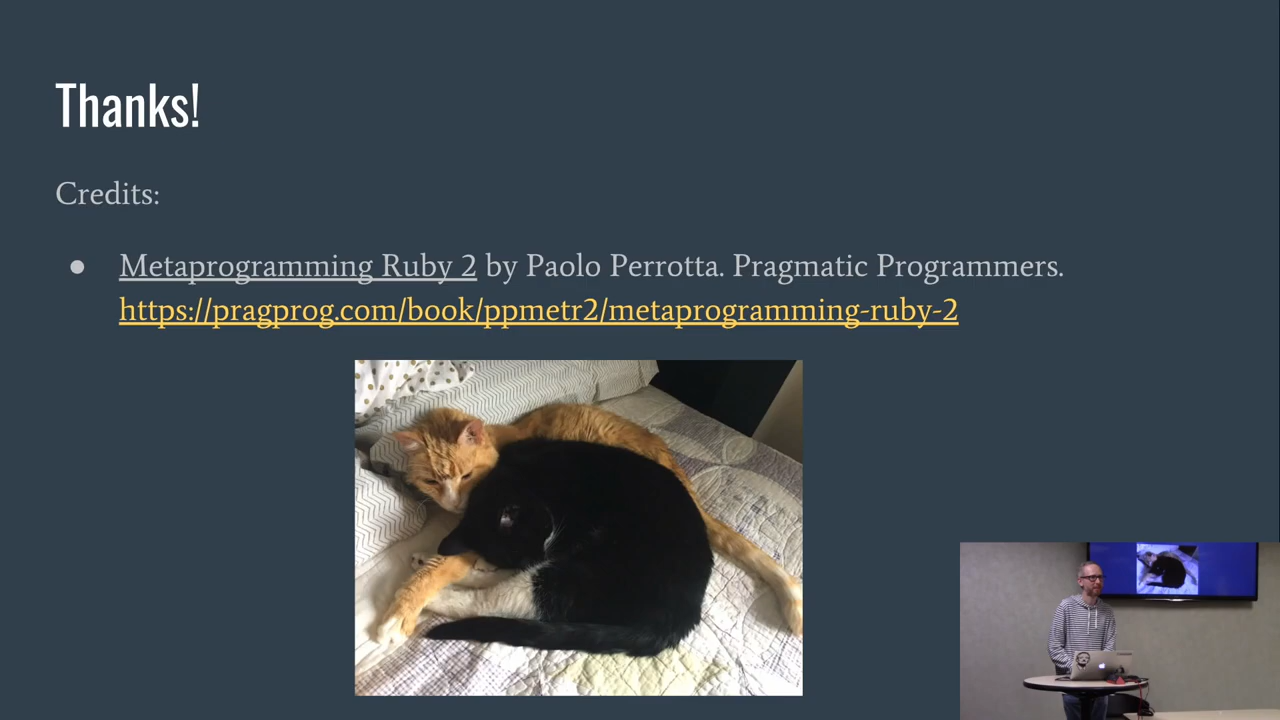 Thanks!
Credits:
● Metaprogramming Ruby 2 by Paolo Perrotta. Pragmatic Programmers.
https://pragprog.com/book/ppmetr2/metaprogramming-ruby-2